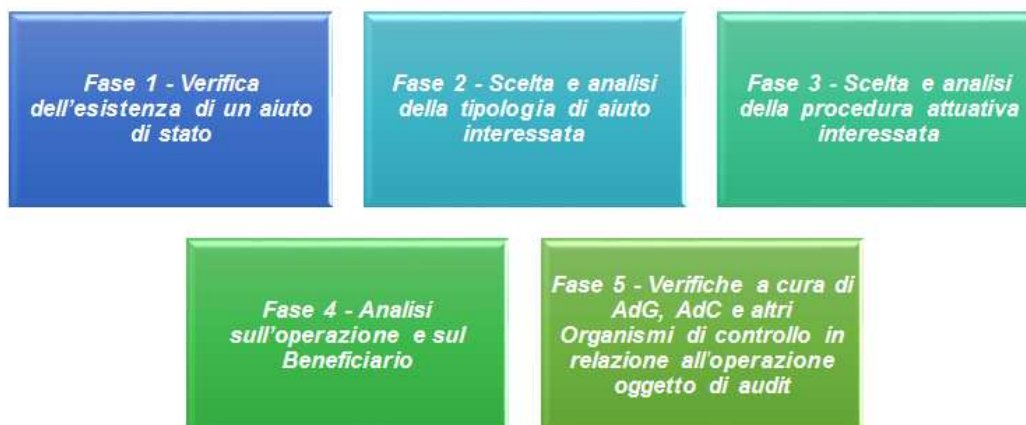 Fase 1 - Verifica
dell'esistenza di un aiuto
di stato
Fase 2 - Scelta e analisi
della tipologia di aiuto
interessata
Fase 3 - Scelta e analisi
della procedura attuativa
interessata
Fase 4 - Analisi
sull'operazione e sul
Beneficiario
Fase 5 - Verifiche a cura di
AdG, AdC e altri
Organismi di controllo in
relazione all'operazione
oggetto di audit